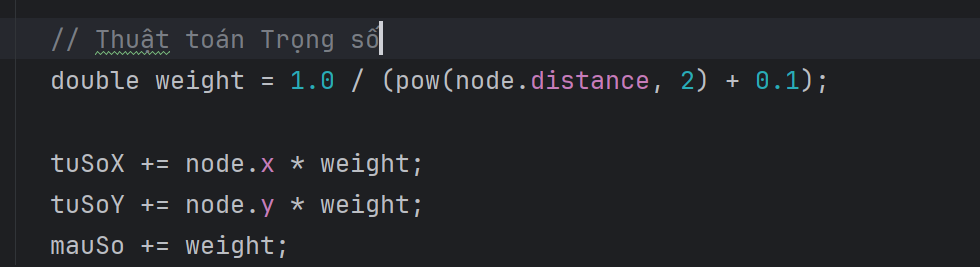 // Thuât toán Trọng số
double weight = 1.0 / (pow(node.distance, 2) + 0.1);
tuSoX += node.x * weight;
tuSoY += node.y * weight;
mauSo += weight;